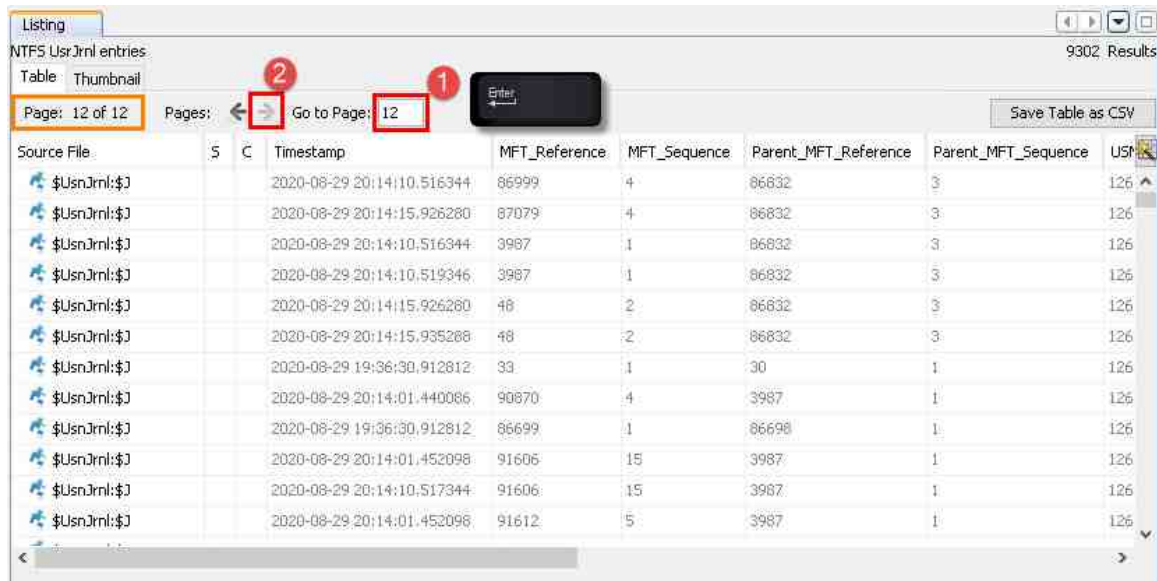 Listing
NTFS UsrJrnl entries 9302 Results
Table Thumbnail
2 1 Enter
Page: 12 of 12 Pages: Go to Page: 12 Save Table as CSV
Source File S C Timestamp MFT_Reference MFT_Sequence Parent_MFT_Reference Parent_MFT_Sequence
$UsnJrnl:$J 2020-08-29 20:14:10.516344 86999 4 86832 3 126
$UsnJrnl:$J 2020-08-29 20:14:15.926280 87079 4 86832 3 126
$UsnJrnl:$J 2020-08-29 20:14:10.516344 3987 1 86832 3 126
$UsnJrnl:$J 2020-08-29 20:14:10.519346 3987 1 86832 3 126
$UsnJrnl:$J 2020-08-29 20:14:15.926280 48 2 86832 3 126
$UsnJrnl:$J 2020-08-29 20:14:15.935288 48 2 86832 3 126
$UsnJrnl:$J 2020-08-29 19:36:30.912812 33 1 30 1 126
$UsnJrnl:$J 2020-08-29 20:14:01.440086 90870 4 3987 1 126
$UsnJrnl:$J 2020-08-29 19:36:30.912812 86699 1 86698 1 126
$UsnJrnl:$J 2020-08-29 20:14:01.452098 91606 15 3987 1 126
$UsnJrnl:$J 2020-08-29 20:14:10.517344 91606 15 3987 1 126
$UsnJrnl:$J 2020-08-29 20:14:01.452098 91612 5 3987 1 126